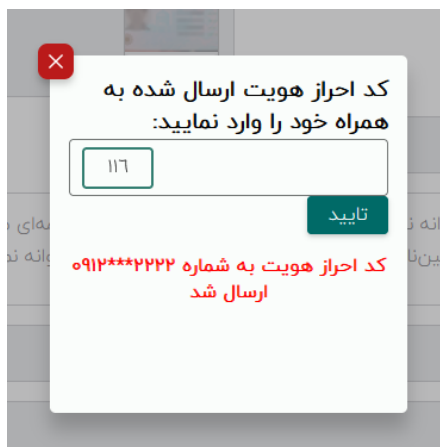 کد احراز هویت ارسال شده به
همراه خود را وارد نمایید:
١١٦
تایید
کد احراز هویت به شماره ۰۹۱۲***۲۲۲۲
ارسال شد